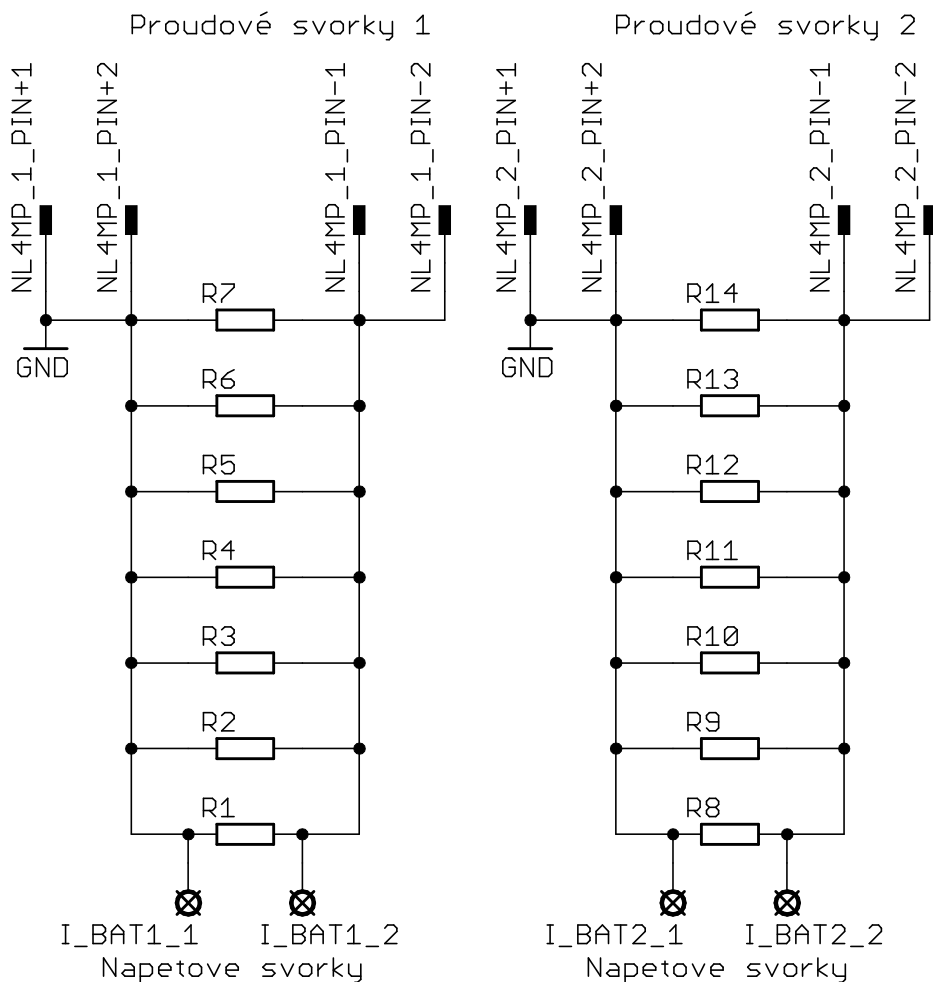 Proudové svorky 1
NL4MP_1_PIN+1
NL4MP_1_PIN+2
NL4MP_1_PIN-1
NL4MP_1_PIN-2
R7
GND
R6
R5
R4
R3
R2
R1
I_BAT1_1
I_BAT1_2
Napetove svorky
Proudové svorky 2
NL4MP_2_PIN+1
NL4MP_2_PIN+2
NL4MP_2_PIN-1
NL4MP_2_PIN-2
R14
GND
R13
R12
R11
R10
R9
R8
I_BAT2_1
I_BAT2_2
Napetove svorky